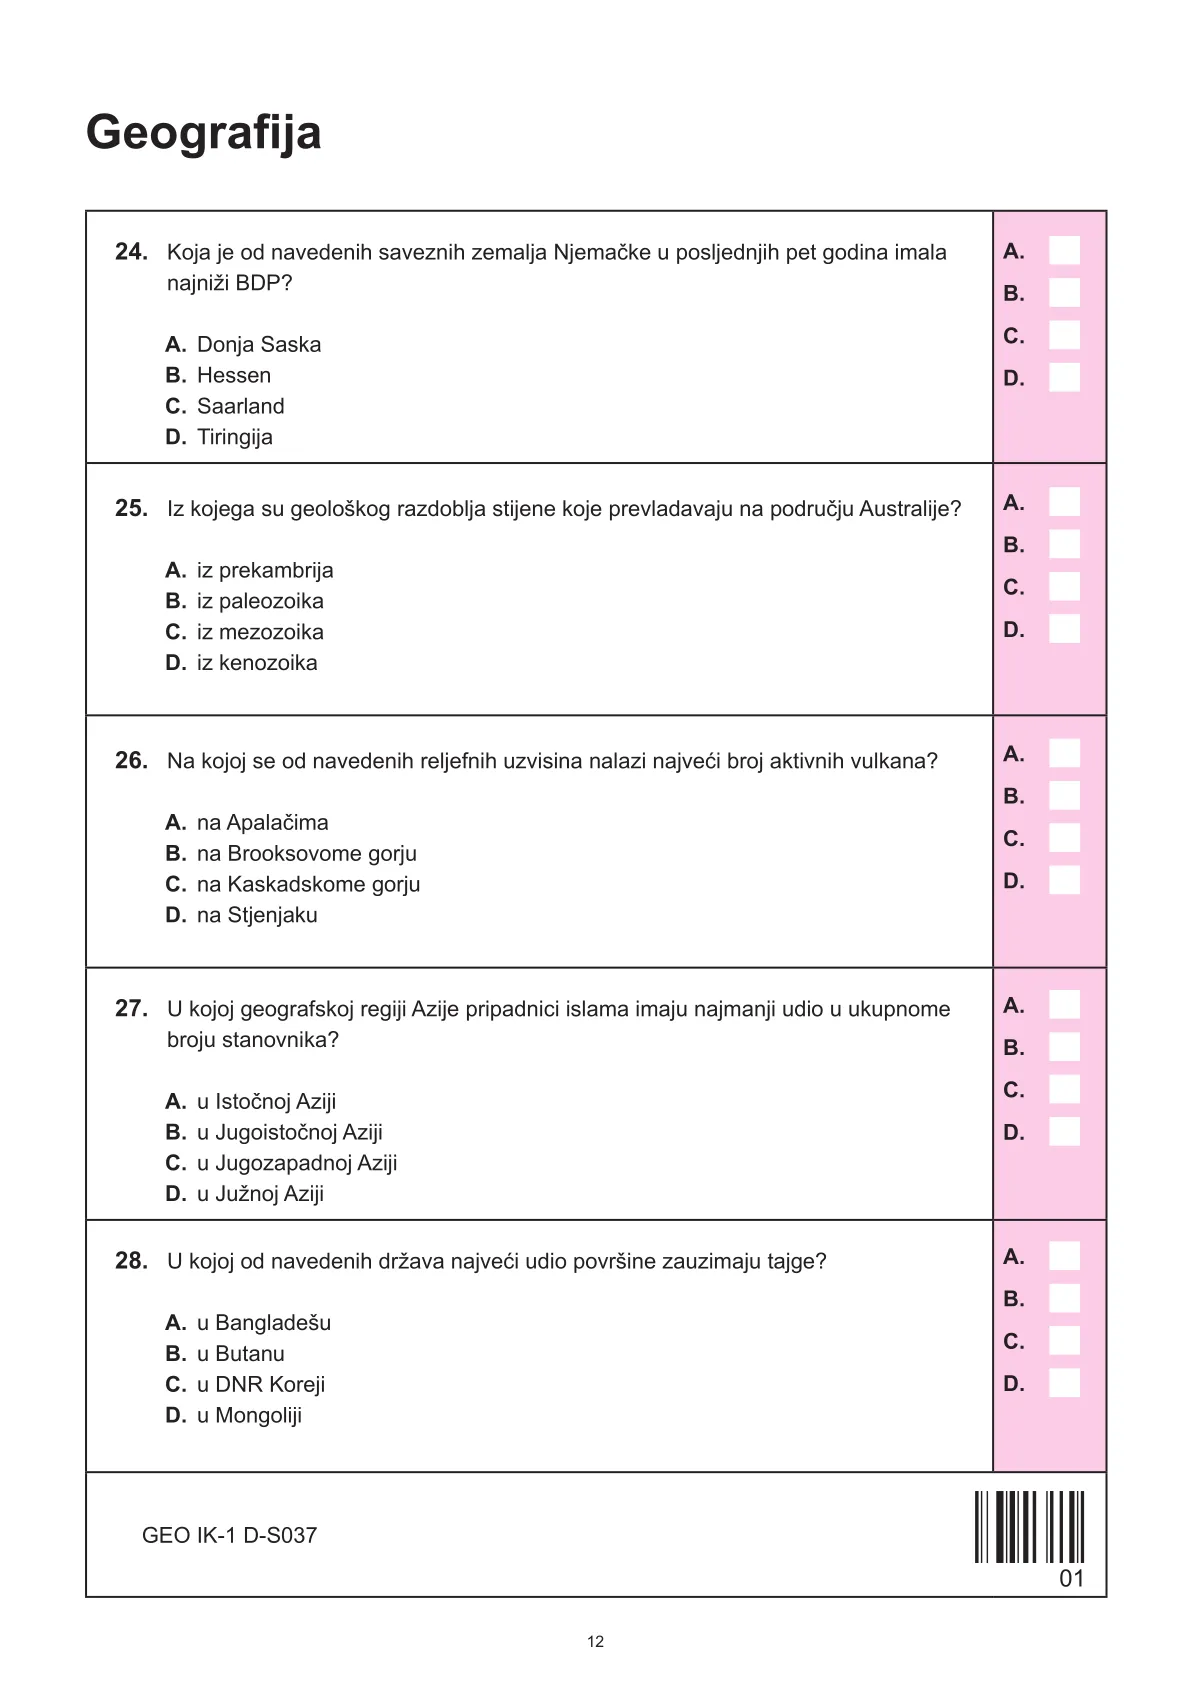 Geografija
24. Koja je od navedenih saveznih zemalja Njemačke u posljednjih pet godina imala
najniži BDP?
A. Donja Saska
B. Hessen
C. Saarland
D. Tiringija
A.
B.
C.
D.
25. Iz kojega su geološkog razdoblja stijene koje prevladavaju na području Australije?
A. iz prekambrija
B. iz paleozoika
C. iz mezozoika
D. iz kenozoika
A.
B.
C.
D.
26. Na kojoj se od navedenih reljefnih uzvisina nalazi najveći broj aktivnih vulkana?
A. na Apalačima
B. na Brooksovome gorju
C. na Kaskadskome gorju
D. na Stjenjaku
A.
B.
C.
D.
27. U kojoj geografskoj regiji Azije pripadnici islama imaju najmanji udio u ukupnome
broju stanovnika?
A. u Istočnoj Aziji
B. u Jugoistočnoj Aziji
C. u Jugozapadnoj Aziji
D. u Južnoj Aziji
A.
B.
C.
D.
28. U kojoj od navedenih država najveći udio površine zauzimaju tajge?
A. u Bangladešu
B. u Butanu
C. u DNR Koreji
D. u Mongoliji
A.
B.
C.
D.
GEO IK-1 D-S037
01
12